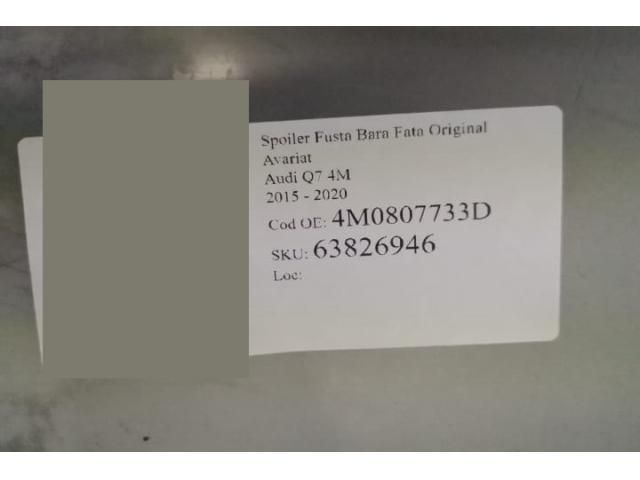 Spoiler Fusta Bara Fata Original
Avariat
Audi Q7 4M
2015 - 2020
Cod OE: 4M0807733D
SKU: 63826946
Loc: